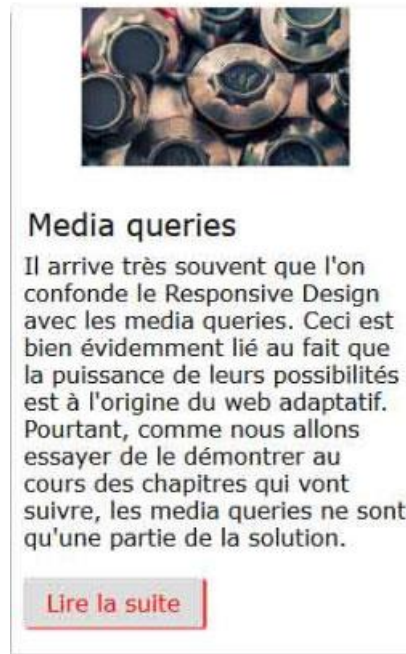 Media queries
Il arrive très souvent que l'on
confonde le Responsive Design
avec les media queries. Ceci est
bien évidemment lié au fait que
la puissance de leurs possibilités
est à l'origine du web adaptatif.
Pourtant, comme nous allons
essayer de le démontrer au
cours des chapitres qui vont
suivre, les media queries ne sont
qu'une partie de la solution.
Lire la suite